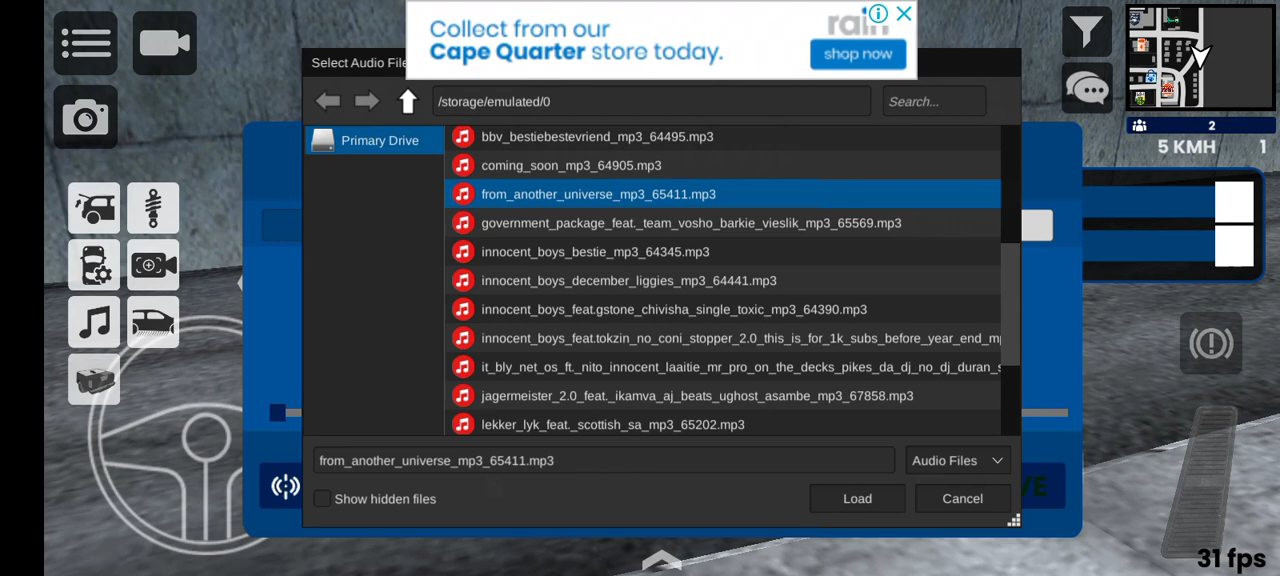 Collect from our
Cape Quarter store today.
rain
shop now
Select Audio File
/storage/emulated/0
Search...
Primary Drive
bbv_bestiebestevriend_mp3_64495.mp3
coming_soon_mp3_64905.mp3
from_another_universe_mp3_65411.mp3
government_package_feat._team_vosho_barkie_vieslik_mp3_65569.mp3
innocent_boys_bestie_mp3_64345.mp3
innocent_boys_december_liggies_mp3_64441.mp3
innocent_boys_feat.gstone_chivisha_single_toxic_mp3_64390.mp3
innocent_boys_feat.tokzin_no_coni_stopper_2.0_this_is_for_1k_subs_before_year_end_m
it_bly_net_os_ft._nito_innocent_laaitie_mr_pro_on_the_decks_pikes_da_dj_no_dj_duran_s
jagermeister_2.0_feat._ikamva_aj_beats_ughost_asambe_mp3_67858.mp3
lekker_lyk_feat._scottish_sa_mp3_65202.mp3
from_another_universe_mp3_65411.mp3
Audio Files
Show hidden files
Load
Cancel
2
5 KMH
1
VE
31 fps